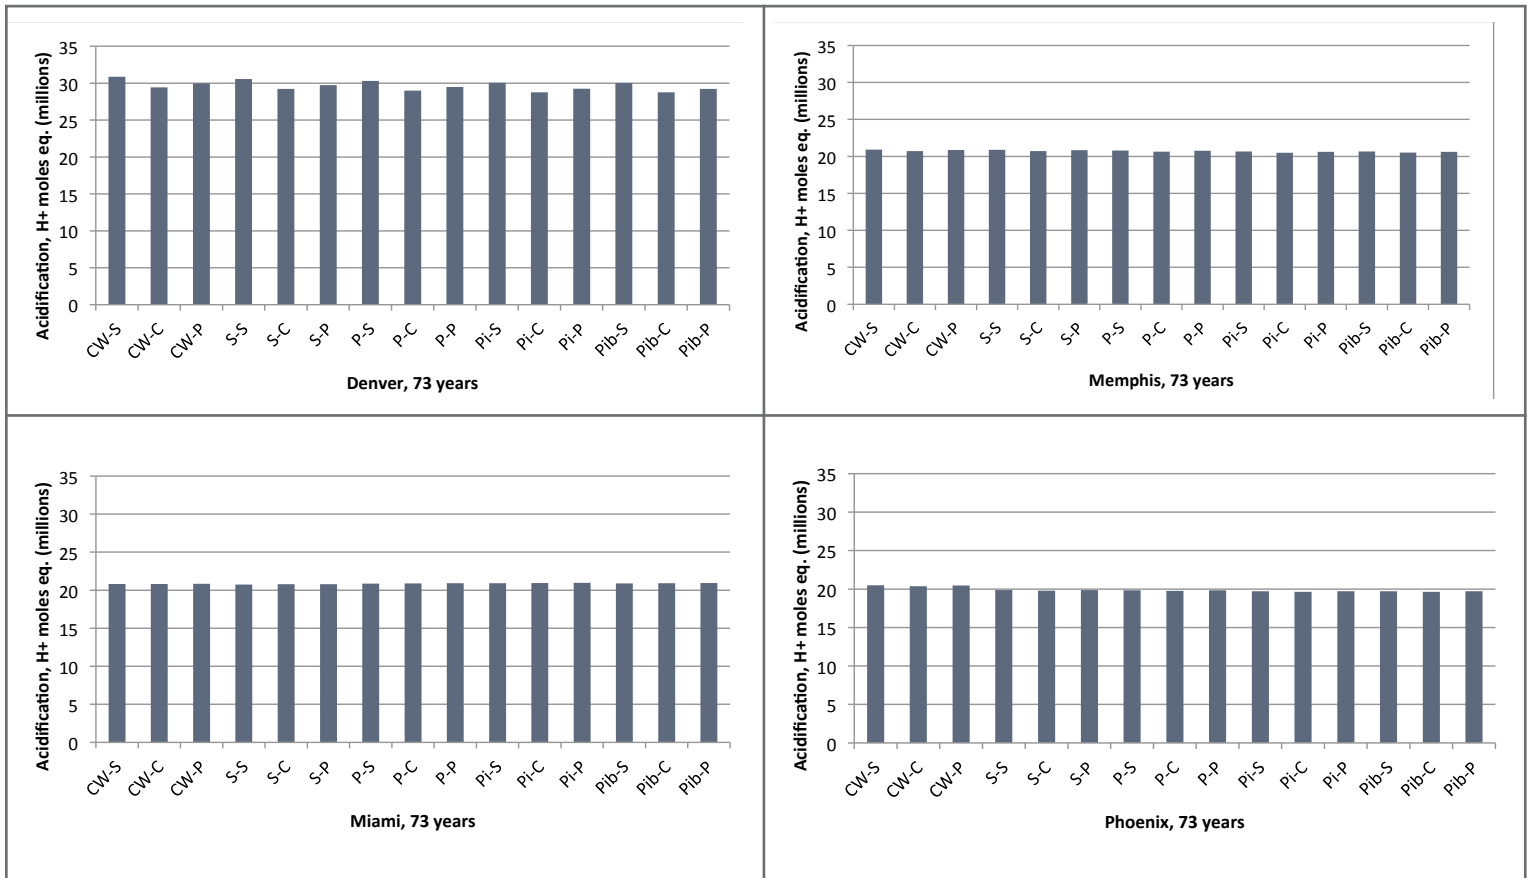 Acidification, H+ moles eq. (millions)
35
30
25
20
15
10
5
0
CW-S
CW-C
CW-P
S-S
S-C
S-P
P-S
P-C
P-P
Pi-S
Pi-C
Pi-P
Pib-S
Pib-C
Pib-P
Denver, 73 years
Acidification, H+ moles eq. (millions)
35
30
25
20
15
10
5
0
CW-S
CW-C
CW-P
S-S
S-C
S-P
P-S
P-C
P-P
Pi-S
Pi-C
Pi-P
Pib-S
Pib-C
Pib-P
Memphis, 73 years
Acidification, H+ moles eq. (millions)
35
30
25
20
15
10
5
0
CW-S
CW-C
CW-P
S-S
S-C
S-P
P-S
P-C
P-P
Pi-S
Pi-C
Pi-P
Pib-S
Pib-C
Pib-P
Miami, 73 years
Acidification, H+ moles eq. (millions)
35
30
25
20
15
10
5
0
CW-S
CW-C
CW-P
S-S
S-C
S-P
P-S
P-C
P-P
Pi-S
Pi-C
Pi-P
Pib-S
Pib-C
Pib-P
Phoenix, 73 years